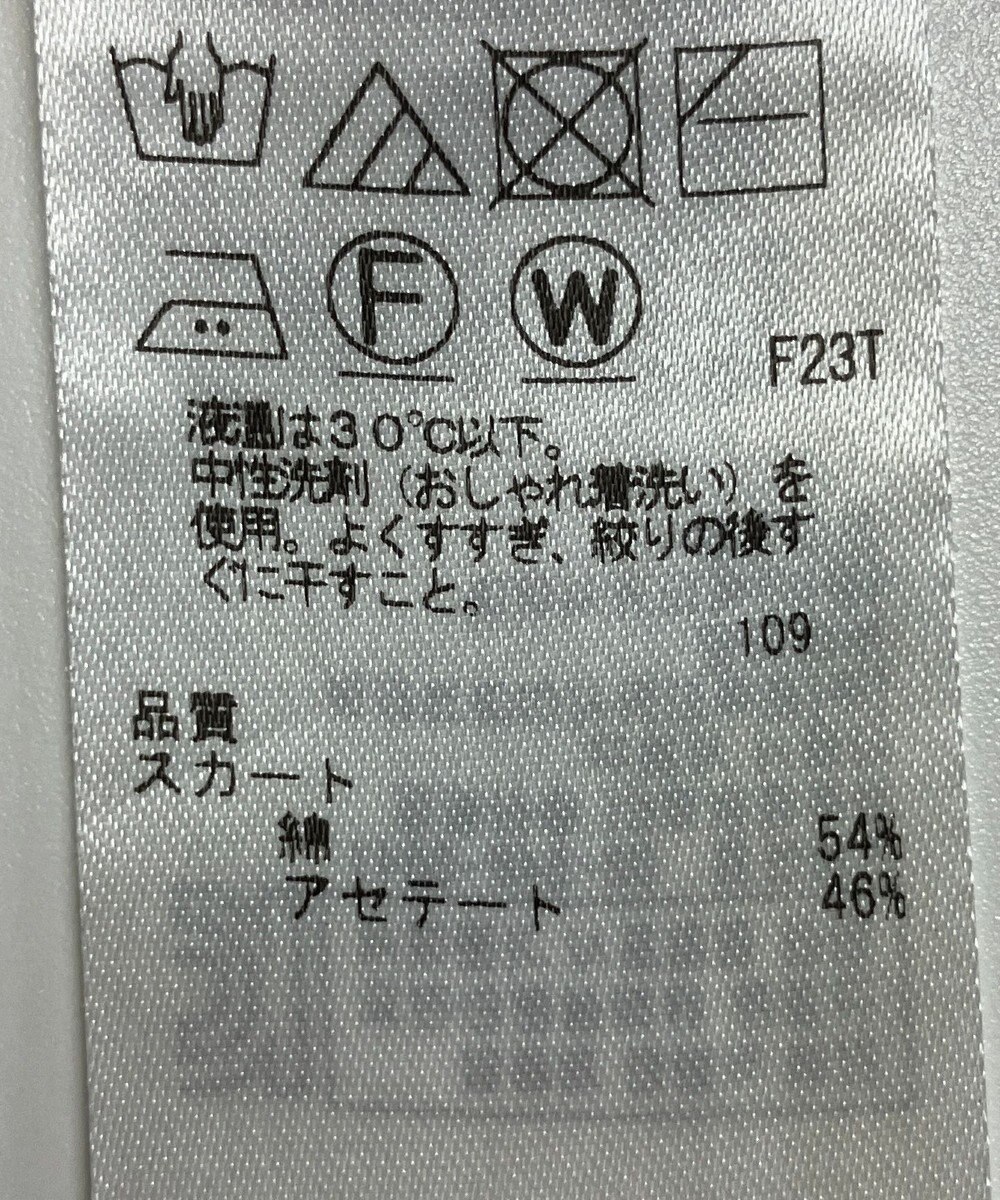 F W
F23T
液温は30℃以下。
中性洗剤(おしゃれ着洗い)を
使用。よくすすぎ、絞りの後す
ぐに干すこと。
109
品質
スカート
綿 54%
アセテート 46%